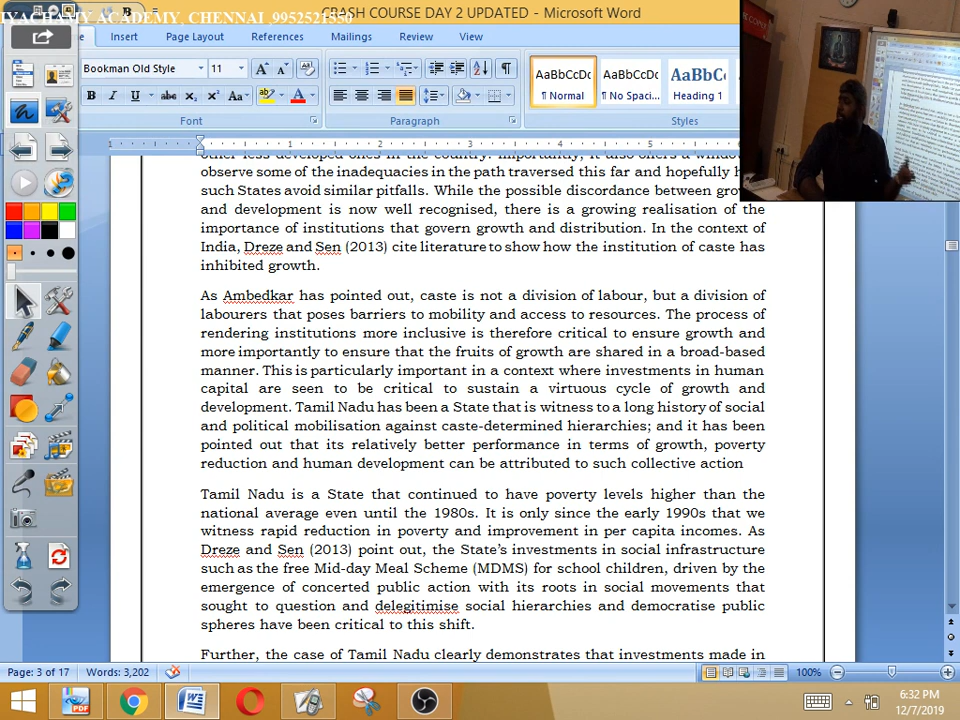 IYACHAMY ACADEMY, CHENNAI ,9952521550
CRASH COURSE DAY 2 UPDATED - Microsoft Word
Insert Page Layout References Mailings Review View
Bookman Old Style 11
AaBbCcDc AaBbCcDc AaBbC
¶ Normal ¶ No Spaci... Heading 1
Font Paragraph Styles
other less developed ones in the country. Importantly, it also offers a
observe some of the inadequacies in the path traversed this far and hopefully
such States avoid similar pitfalls. While the possible discordance between
and development is now well recognised, there is a growing realisation of the
importance of institutions that govern growth and distribution. In the context of
India, Dreze and Sen (2013) cite literature to show how the institution of caste has
inhibited growth.
As Ambedkar has pointed out, caste is not a division of labour, but a division of
labourers that poses barriers to mobility and access to resources. The process of
rendering institutions more inclusive is therefore critical to ensure growth and
more importantly to ensure that the fruits of growth are shared in a broad-based
manner. This is particularly important in a context where investments in human
capital are seen to be critical to sustain a virtuous cycle of growth and
development. Tamil Nadu has been a State that is witness to a long history of social
and political mobilisation against caste-determined hierarchies; and it has been
pointed out that its relatively better performance in terms of growth, poverty
reduction and human development can be attributed to such collective action
Tamil Nadu is a State that continued to have poverty levels higher than the
national average even until the 1980s. It is only since the early 1990s that we
witness rapid reduction in poverty and improvement in per capita incomes. As
Dreze and Sen (2013) point out, the State's investments in social infrastructure
such as the free Mid-day Meal Scheme (MDMS) for school children, driven by the
emergence of concerted public action with its roots in social movements that
sought to question and delegitimise social hierarchies and democratise public
spheres have been critical to this shift.
Further, the case of Tamil Nadu clearly demonstrates that investments made in
Page: 3 of 17 Words: 3,202 100%
6:32 PM
12/7/2019